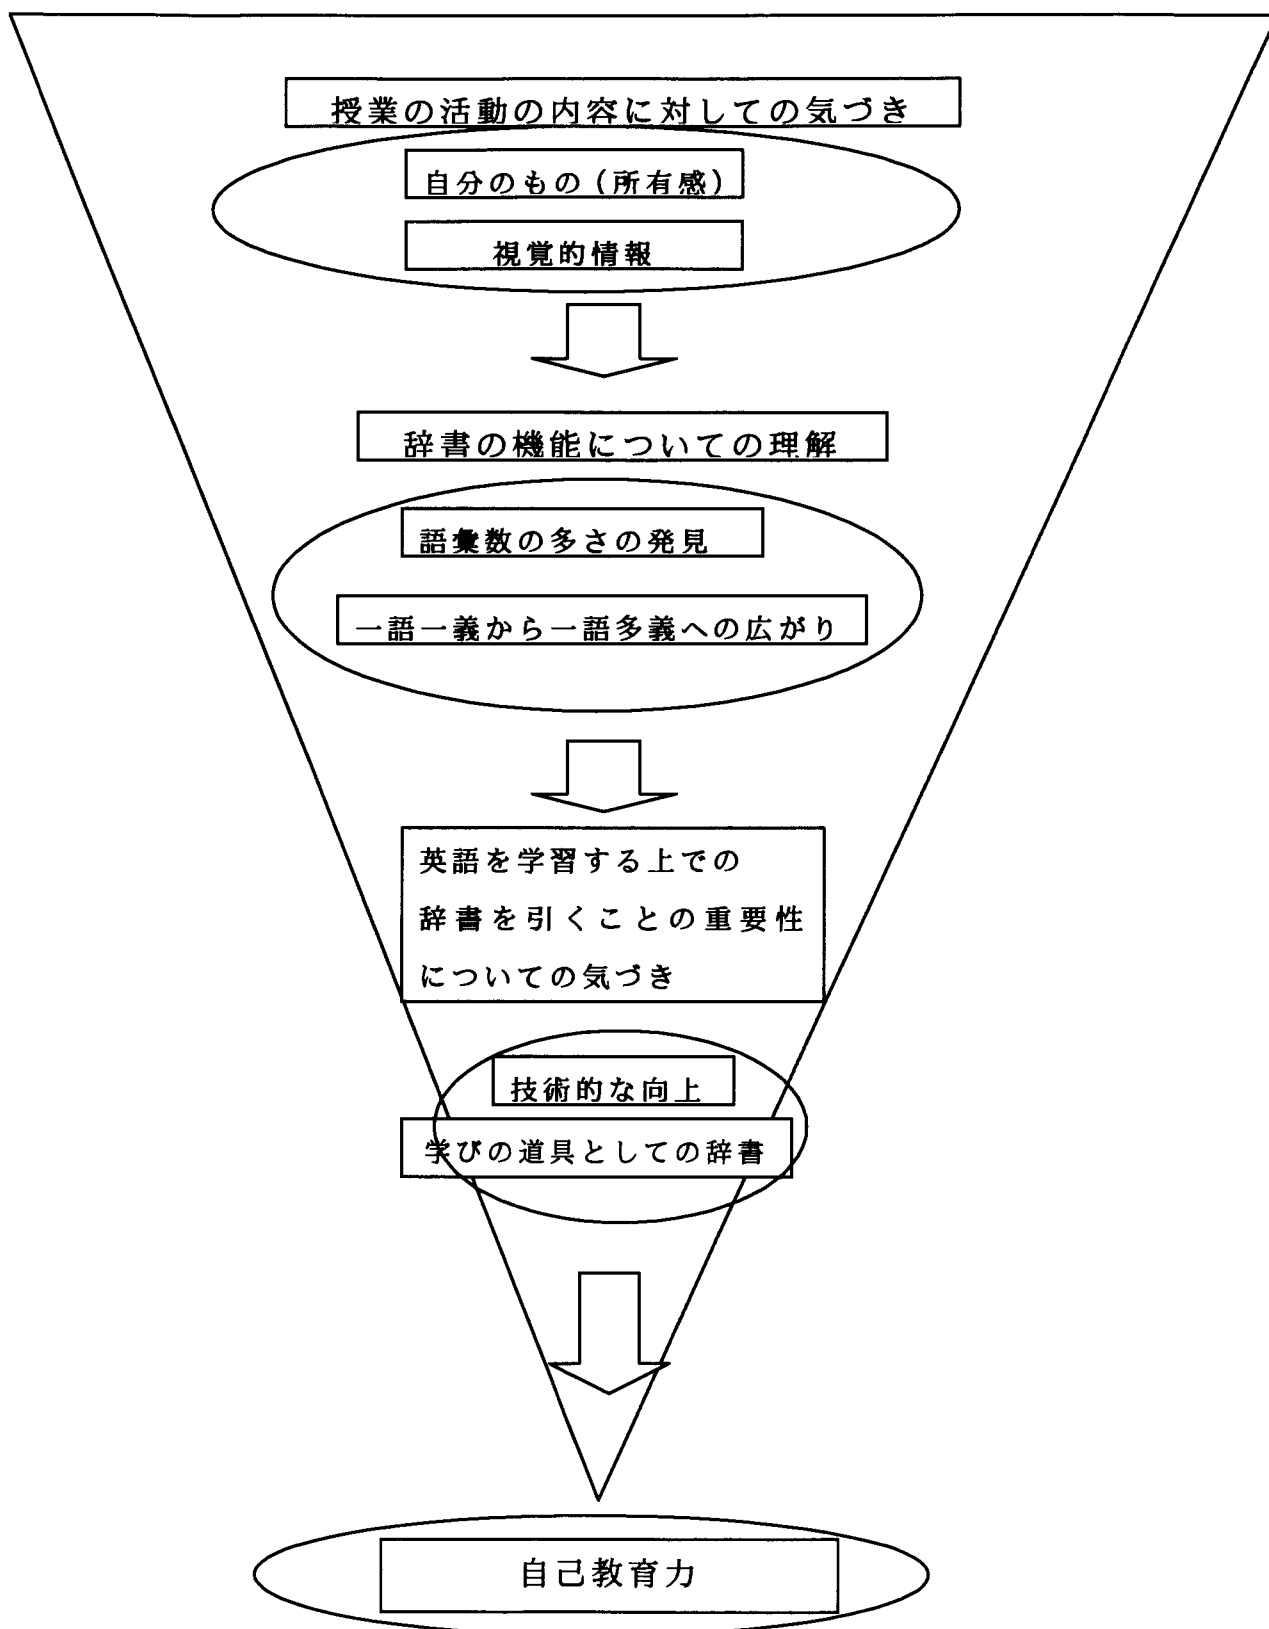 授業の活動の内容に対しての気づき
自分のもの（所有感）
視覚的情報
辞書の機能についての理解
語彙数の多さの発見
一語一義から一語多義への広がり
英語を学習する上での
辞書を引くことの重要性
についての気づき
技術的な向上
学びの道具としての辞書
自己教育力